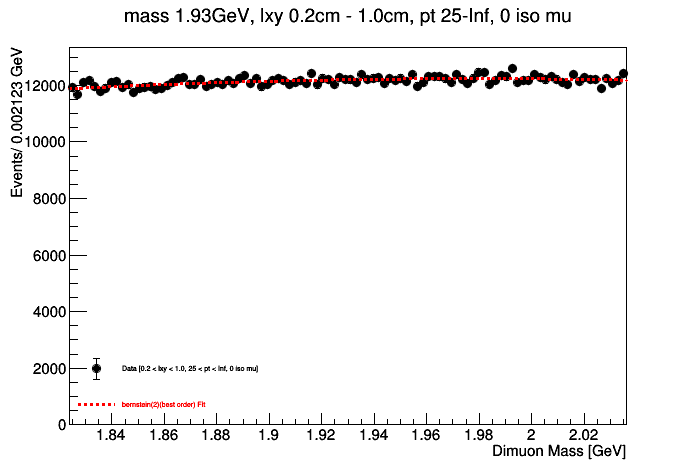 mass 1.93GeV, lxy 0.2cm - 1.0cm, pt 25-Inf, 0 iso mu
Events/ 0.002123 GeV
12000
10000
8000
6000
4000
2000
0
Data [0.2 < lxy < 1.0, 25 < pt < Inf, 0 iso mu]
bernstein(2)(best order) Fit
1.84 1.86 1.88 1.9 1.92 1.94 1.96 1.98 2 2.02
Dimuon Mass [GeV]